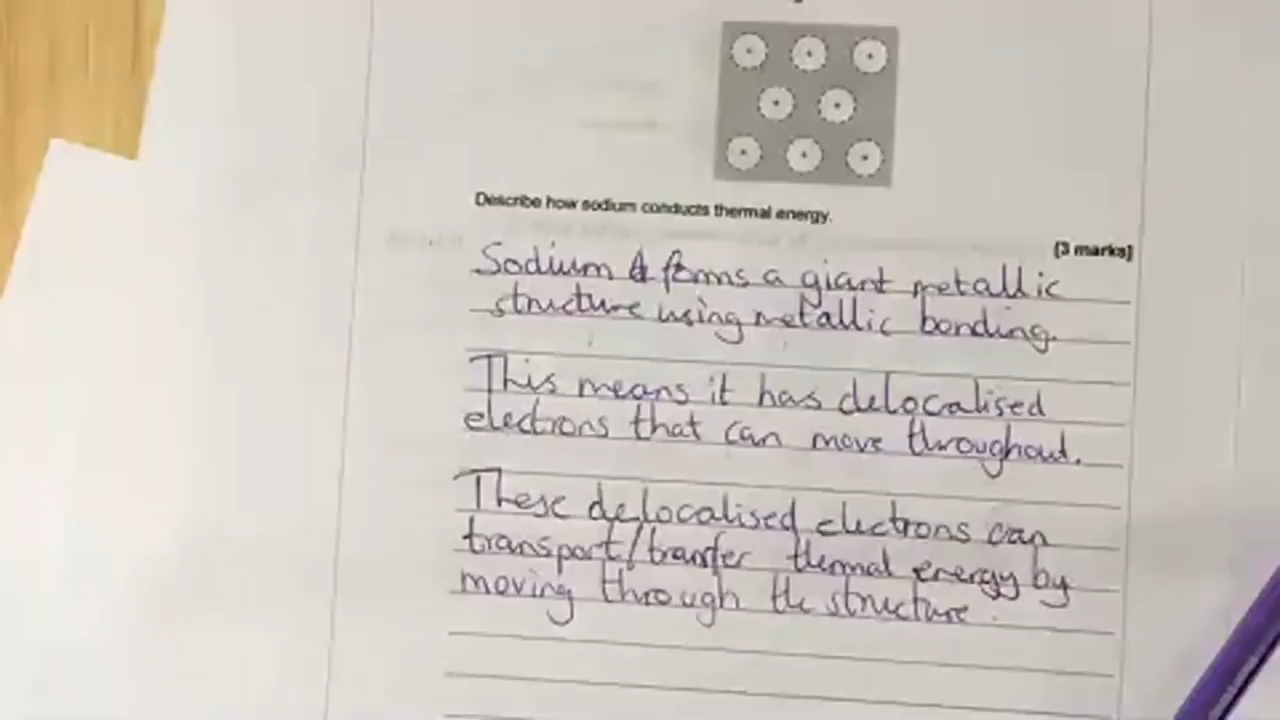 Describe how sodium conducts thermal energy.
[3 marks]
Sodium forms a giant metallic
structure using metallic bonding.
This means it has delocalised
electrons that can move throughout.
These delocalised electrons can
transport/transfer thermal energy by
moving through the structure.